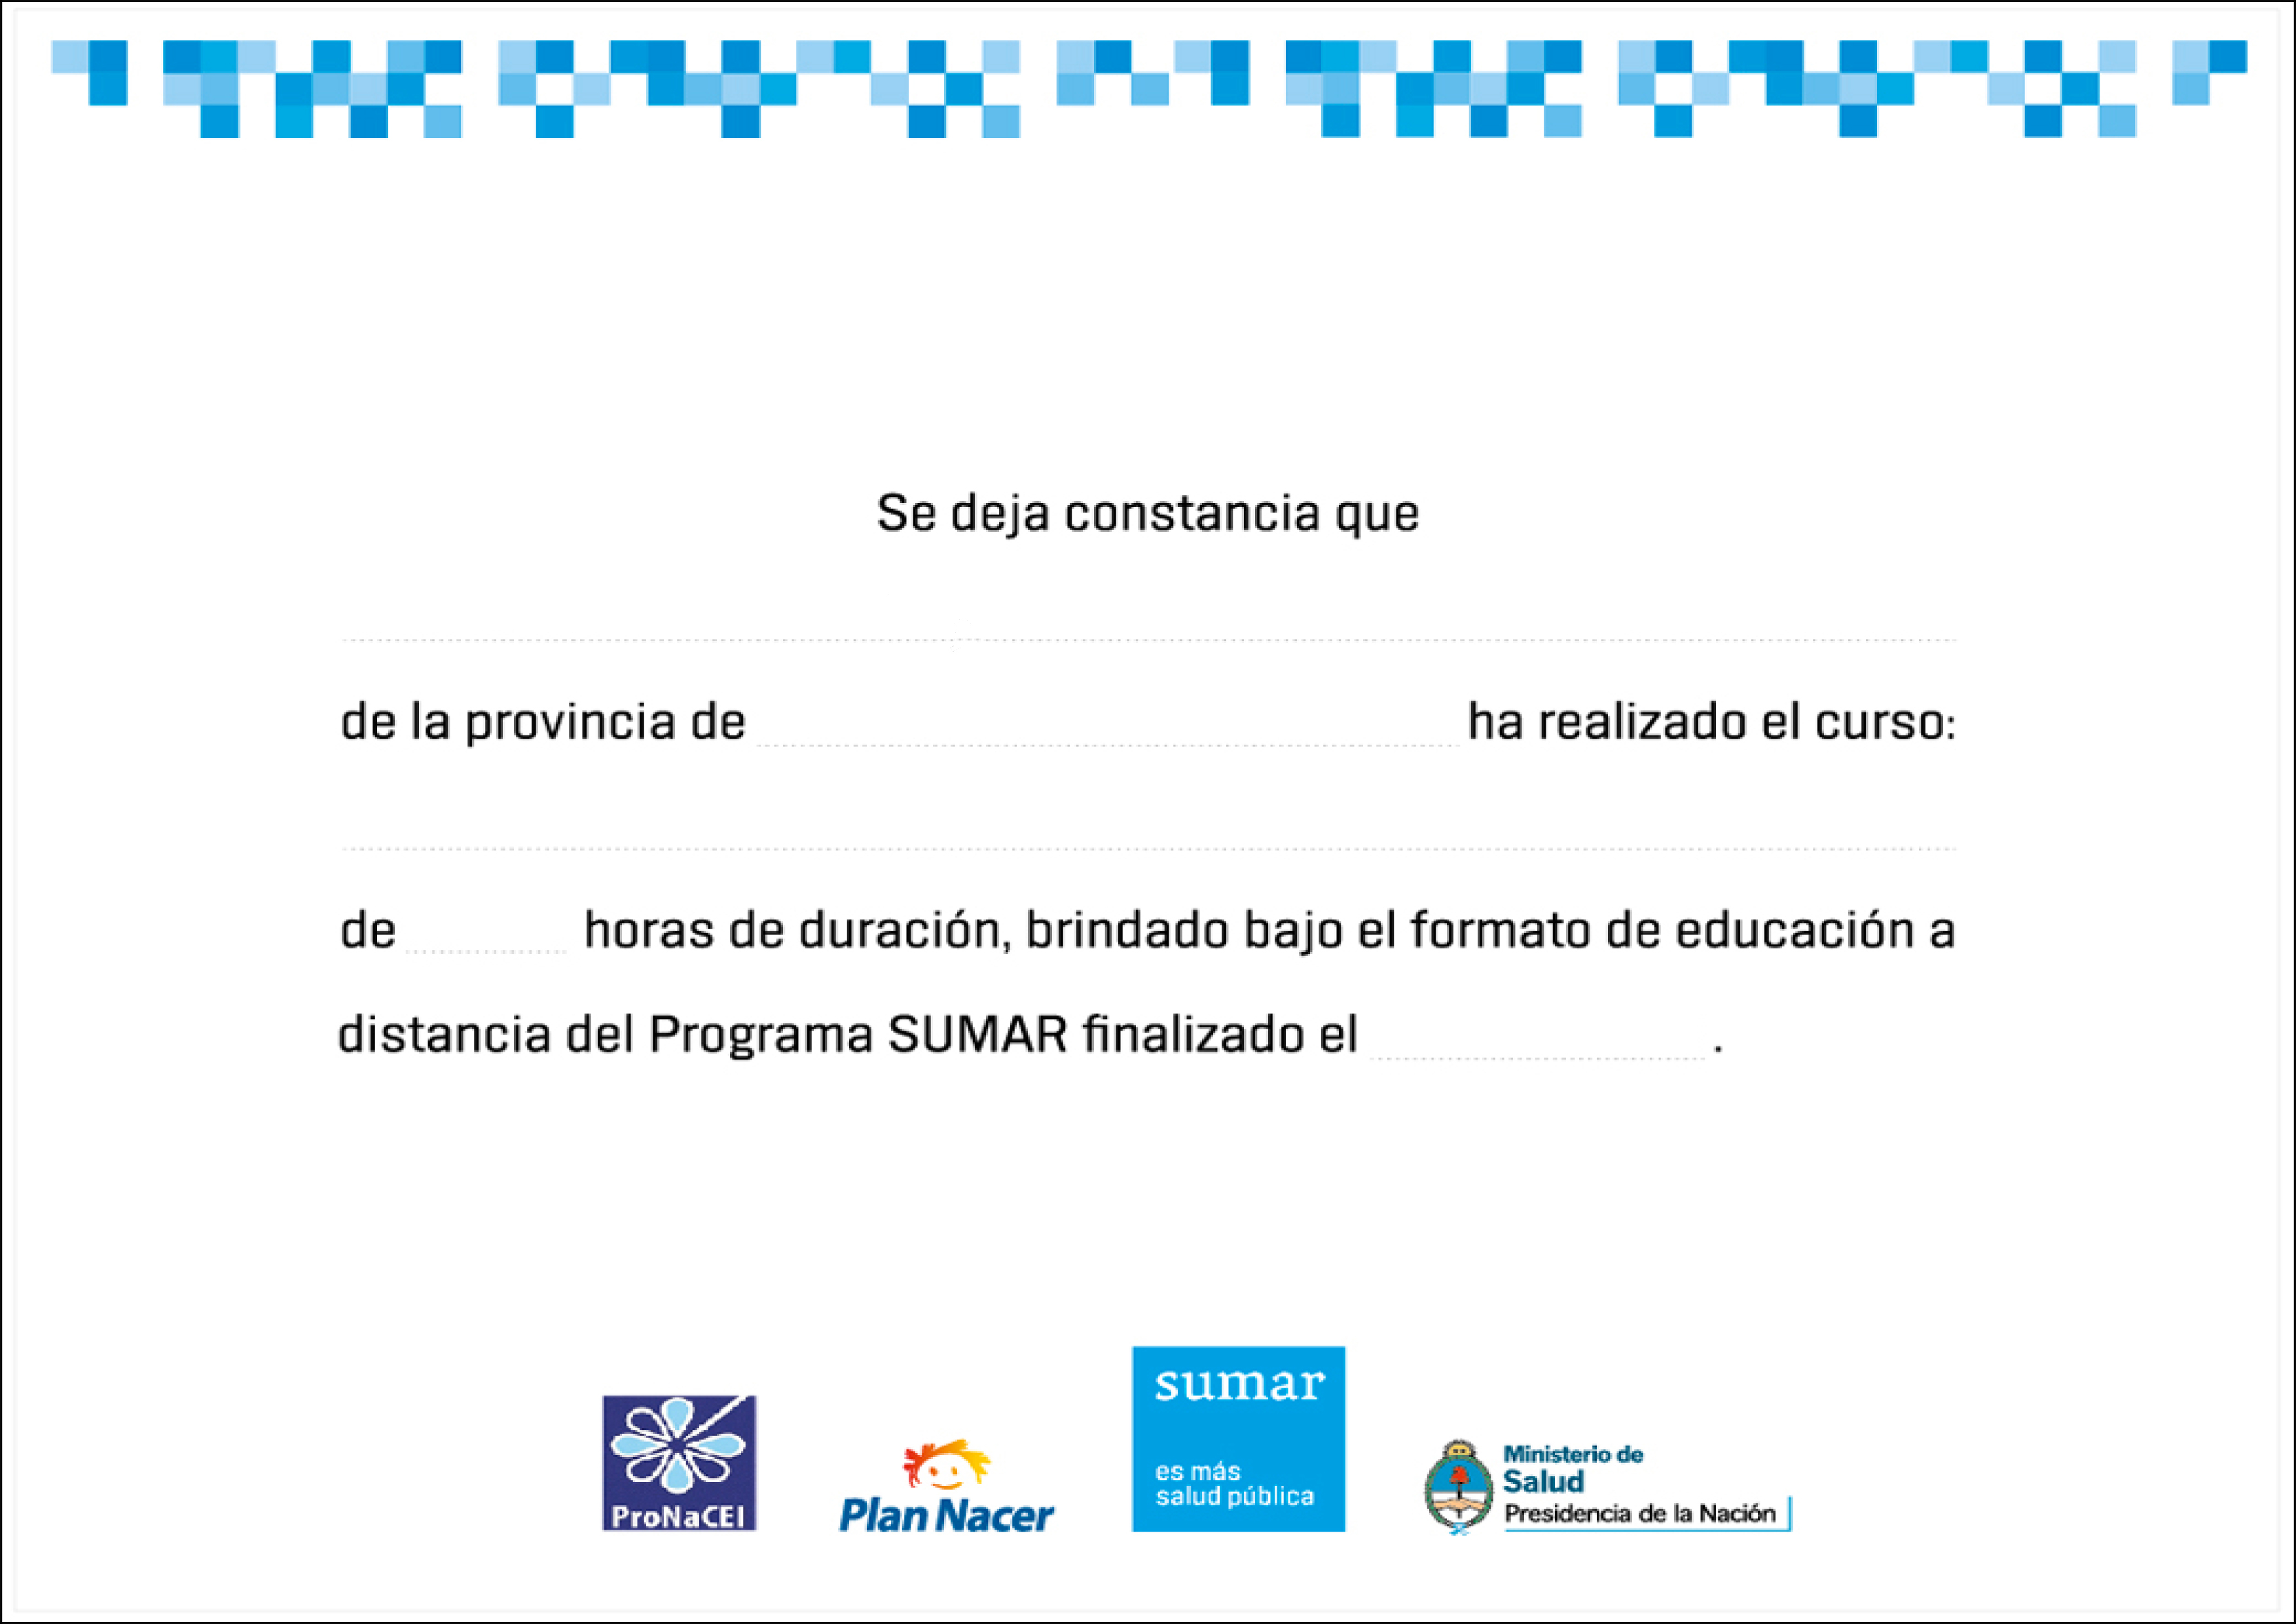 Se deja constancia que
de la provincia de ha realizado el curso:
de horas de duración, brindado bajo el formato de educación a
distancia del Programa SUMAR finalizado el .
ProNaCEI
Plan Nacer
sumar
es más
salud pública
Ministerio de
Salud
Presidencia de la Nación